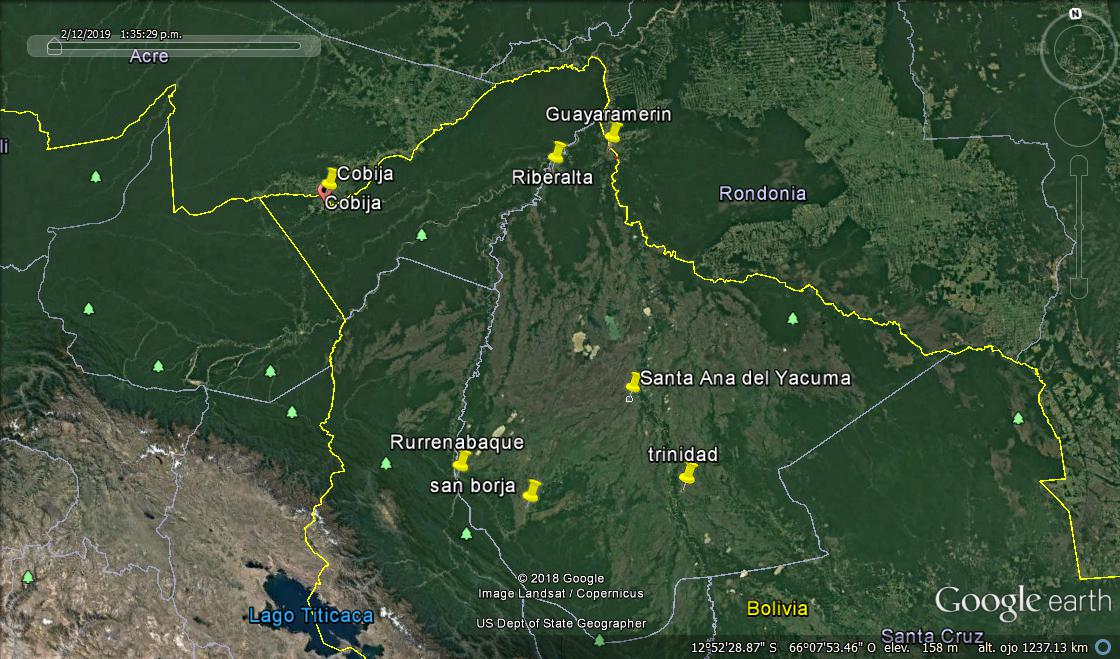 N
2/12/2019 1:35:29 p.m.
Acre
li
Guayaramerin
Cobija
Riberalta
Rondonia
Cobija
Santa Ana del Yacuma
Rurrenabaque
trinidad
san borja
© 2018 Google
Image Landsat / Copernicus
Lago Titicaca
Bolivia
Google earth
US Dept of State Geographer
Santa Cruz
12°52'28.87" S 66°07'53.46" O elev. 158 m alt. ojo 1237.13 km